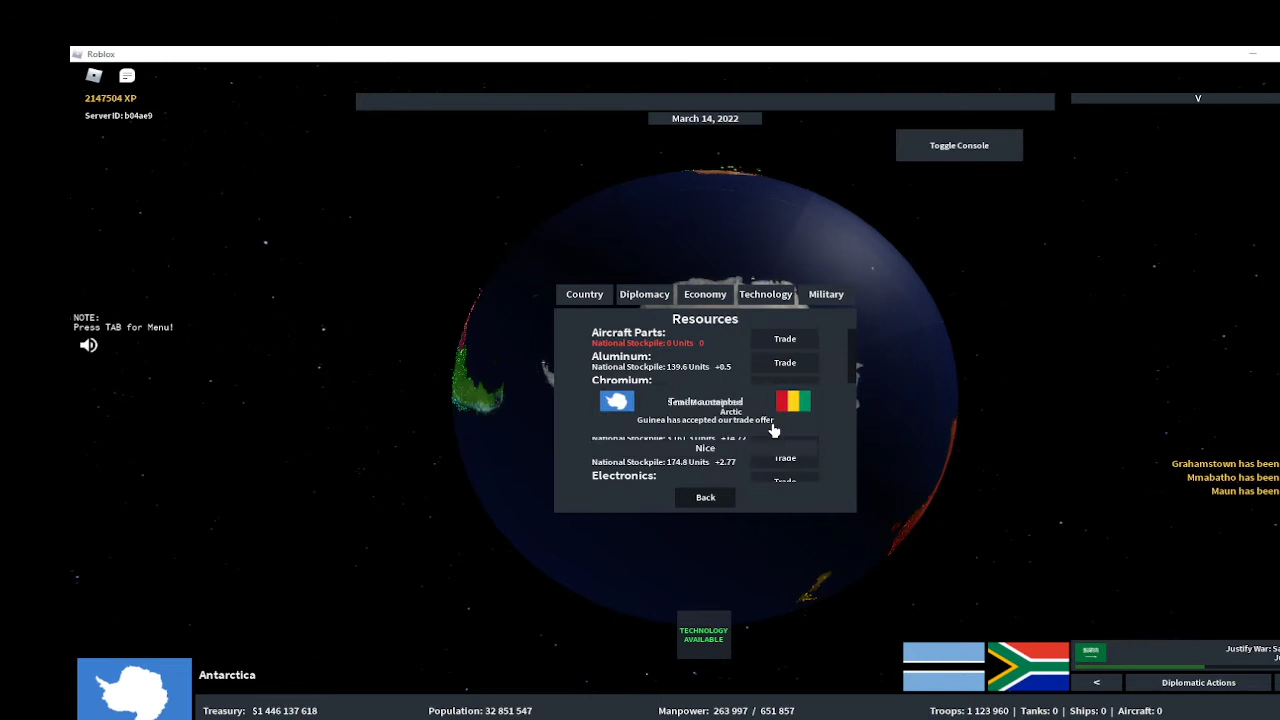 Roblox
2147504 XP
ServerID: b04ae9
V
March 14, 2022
Toggle Console
NOTE:
Press TAB for Menu!
Country
Diplomacy
Economy
Technology
Military
Resources
Aircraft Parts:
National Stockpile: 0 Units 0
Trade
Aluminum:
National Stockpile: 139.6 Units +0.5
Trade
Chromium:
Arctic
Guinea has accepted our trade offer
Nice
National Stockpile: 174.8 Units +2.77
Trade
Electronics:
Trade
Back
Grahamstown has been
Mmabatho has been
Maun has been
TECHNOLOGY
AVAILABLE
Antarctica
Justify War:
<
Diplomatic Actions
Treasury: $1 446 137 618
Population: 32 851 547
Manpower: 263 997 / 651 857
Troops: 1 123 960 | Tanks: 0 | Ships: 0 | Aircraft: 0